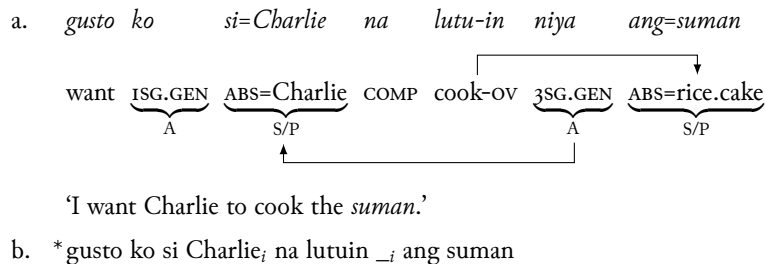 a. gusto ko si=Charlie na lutu-in niya ang=suman
want 1SG.GEN ABS=Charlie COMP cook-OV 3SG.GEN ABS=rice.cake
A S/P A S/P
‘I want Charlie to cook the suman.’
b. *gusto ko si Charlieᵢ na lutuin _ᵢ ang suman